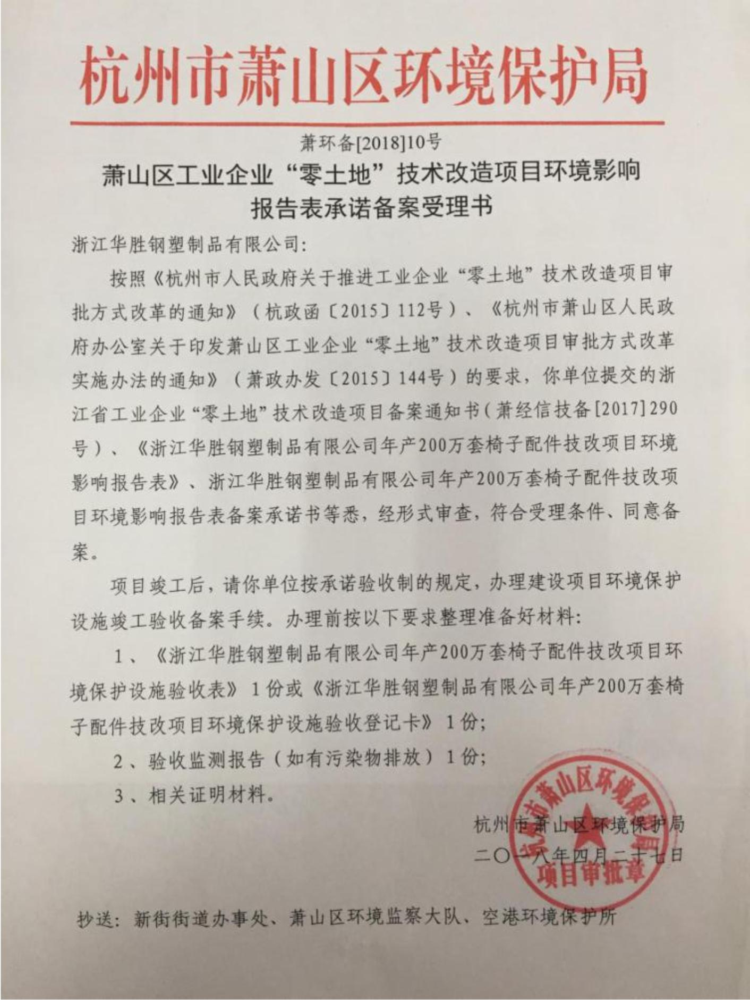 杭州市萧山区环境保护局
萧环备[2018]10号
萧山区工业企业“零土地”技术改造项目环境影响
报告表承诺备案受理书
浙江华胜钢塑制品有限公司:
按照《杭州市人民政府关于推进工业企业“零土地”技术改造项目审
批方式改革的通知》（杭政函〔2015〕112号）、《杭州市萧山区人民政
府办公室关于印发萧山区工业企业“零土地”技术改造项目审批方式改革
实施办法的通知》（萧政办发〔2015〕144号）的要求，你单位提交的浙
江省工业企业“零土地”技术改造项目备案通知书(萧经信技备[2017]290
号)、《浙江华胜钢塑制品有限公司年产200万套椅子配件技改项目环境
影响报告表》、浙江华胜钢塑制品有限公司年产200万套椅子配件技改项
目环境影响报告表备案承诺书等悉，经形式审查，符合受理条件、同意备
案。
项目竣工后，请你单位按承诺验收制的规定，办理建设项目环境保护
设施竣工验收备案手续。办理前按以下要求整理准备好材料:
1、《浙江华胜钢塑制品有限公司年产200万套椅子配件技改项目环
境保护设施验收表》1份或《浙江华胜钢塑制品有限公司年产200万套椅
子配件技改项目环境保护设施验收登记卡》1份;
2、验收监测报告（如有污染物排放）1份;
3、相关证明材料。
杭州市萧山区环境保护局
二〇一八年四月二十七日
杭州市萧山区环境保护局
项目审批章
抄送: 新街街道办事处、萧山区环境监察大队、空港环境保护所